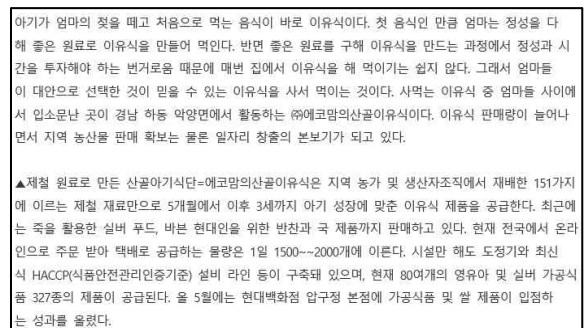 아기가 엄마의 젖을 떼고 처음으로 먹는 음식이 바로 이유식이다. 첫 음식인 만큼 엄마는 정성을 다
해 좋은 원료로 이유식을 만들어 먹인다. 반면 좋은 원료를 구해 이유식을 만드는 과정에서 정성과 시
간을 투자해야 하는 번거로움 때문에 매번 집에서 이유식을 해 먹이기는 쉽지 않다. 그래서 엄마들
이 대안으로 선택한 것이 믿을 수 있는 이유식을 사서 먹이는 것이다. 사먹는 이유식 중 엄마들 사이에
서 입소문난 곳이 경남 하동 악양면에서 활동하는 ㈜에코맘의산골이유식이다. 이유식 판매량이 늘어나
면서 지역 농산물 판매 확보는 물론 일자리 창출의 본보기가 되고 있다.
▲제철 원료로 만든 산골아기식단=에코맘의산골이유식은 지역 농가 및 생산자조직에서 재배한 151가지
에 이르는 제철 재료만으로 5개월에서 이후 3세까지 아기 성장에 맞춘 이유식 제품을 공급한다. 최근에
는 죽을 활용한 실버 푸드, 바쁜 현대인을 위한 반찬과 국 제품까지 판매하고 있다. 현재 전국에서 온라
인으로 주문 받아 택배로 공급하는 물량은 1일 1500~~2000개에 이른다. 시설만 해도 도정기와 최신
식 HACCP(식품안전관리인증기준) 설비 라인 등이 구축돼 있으며, 현재 80여개의 영유아 및 실버 가공식
품 327종의 제품이 공급된다. 올 5월에는 현대백화점 압구정 본점에 가공식품 및 쌀 제품이 입점하
는 성과를 올렸다.